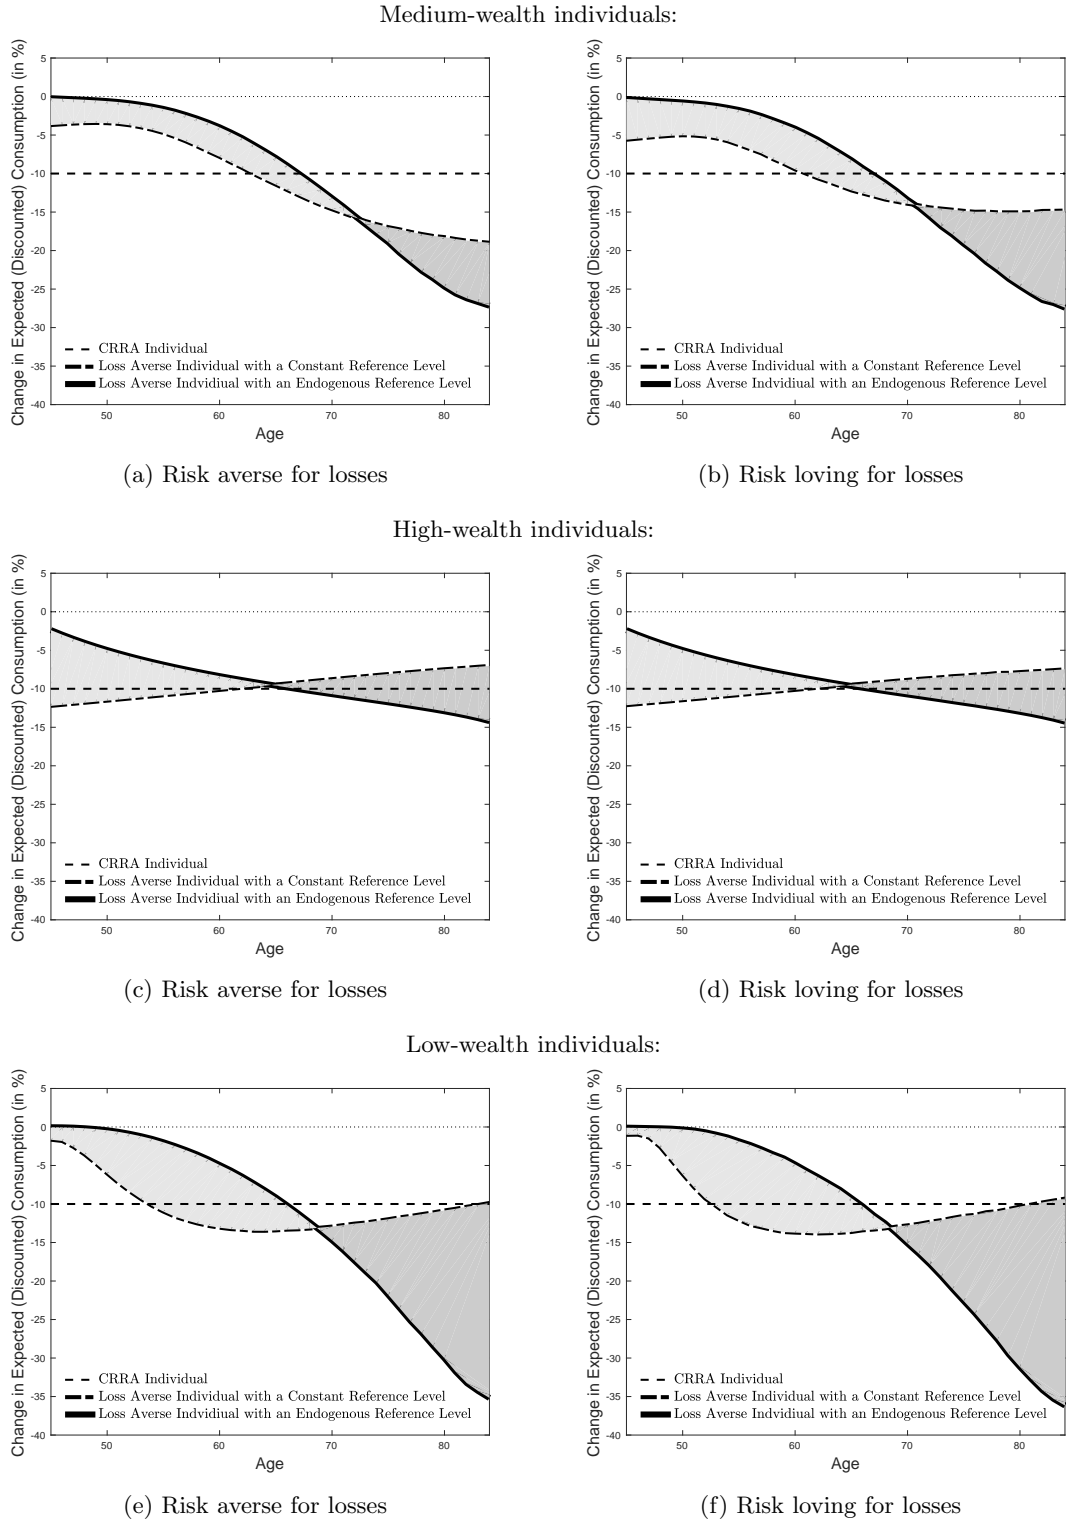 Medium-wealth individuals:
Change in Expected (Discounted) Consumption (in %)
5
0
-5
-10
-15
-20
-25
-30
-35
-40
CRRA Individual
Loss Averse Individual with a Constant Reference Level
Loss Averse Indvidiual with an Endogenous Reference Level
50 60 70 80
Age
(a) Risk averse for losses
Change in Expected (Discounted) Consumption (in %)
5
0
-5
-10
-15
-20
-25
-30
-35
-40
CRRA Individual
Loss Averse Individual with a Constant Reference Level
Loss Averse Indvidiual with an Endogenous Reference Level
50 60 70 80
Age
(b) Risk loving for losses
High-wealth individuals:
Change in Expected (Discounted) Consumption (in %)
5
0
-5
-10
-15
-20
-25
-30
-35
-40
CRRA Individual
Loss Averse Individual with a Constant Reference Level
Loss Averse Indvidiual with an Endogenous Reference Level
50 60 70 80
Age
(c) Risk averse for losses
Change in Expected (Discounted) Consumption (in %)
5
0
-5
-10
-15
-20
-25
-30
-35
-40
CRRA Individual
Loss Averse Individual with a Constant Reference Level
Loss Averse Indvidiual with an Endogenous Reference Level
50 60 70 80
Age
(d) Risk loving for losses
Low-wealth individuals:
Change in Expected (Discounted) Consumption (in %)
5
0
-5
-10
-15
-20
-25
-30
-35
-40
CRRA Individual
Loss Averse Individual with a Constant Reference Level
Loss Averse Indvidiual with an Endogenous Reference Level
50 60 70 80
Age
(e) Risk averse for losses
Change in Expected (Discounted) Consumption (in %)
5
0
-5
-10
-15
-20
-25
-30
-35
-40
CRRA Individual
Loss Averse Individual with a Constant Reference Level
Loss Averse Indvidiual with an Endogenous Reference Level
50 60 70 80
Age
(f) Risk loving for losses